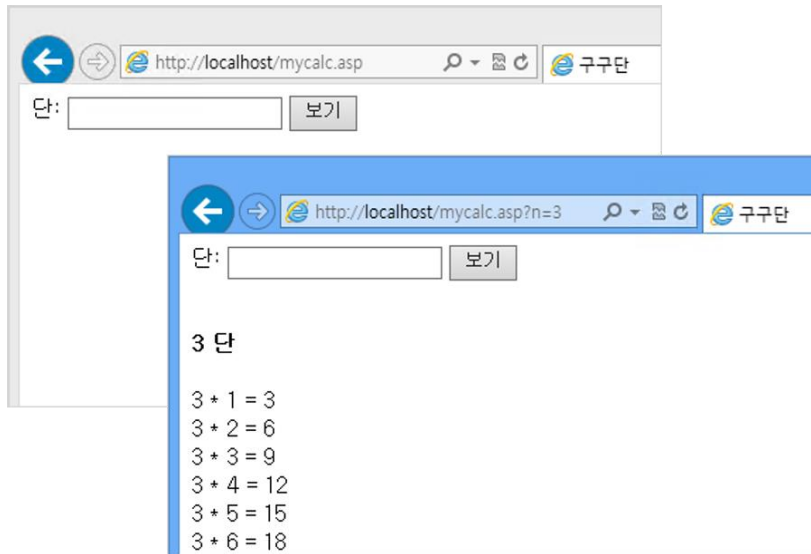 http://localhost/mycalc.asp
구구단
단:
보기
http://localhost/mycalc.asp?n=3
구구단
단:
보기
3 단
3 * 1 = 3
3 * 2 = 6
3 * 3 = 9
3 * 4 = 12
3 * 5 = 15
3 * 6 = 18